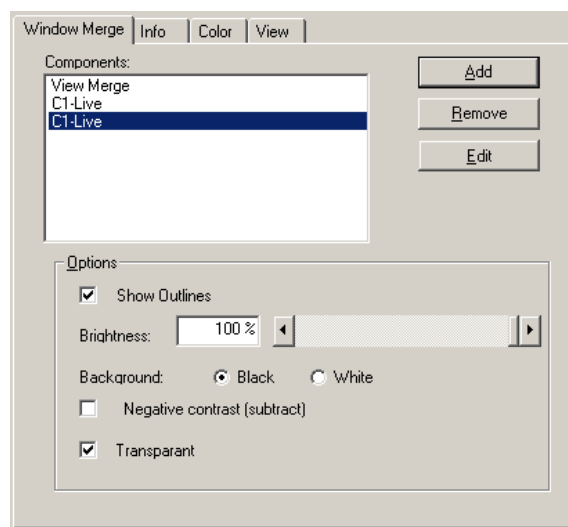 Window Merge Info Color View
Components:
View Merge
C1-Live
C1-Live
Add
Remove
Edit
Options
Show Outlines
Brightness: 100 %
Background: Black White
Negative contrast (subtract)
Transparant